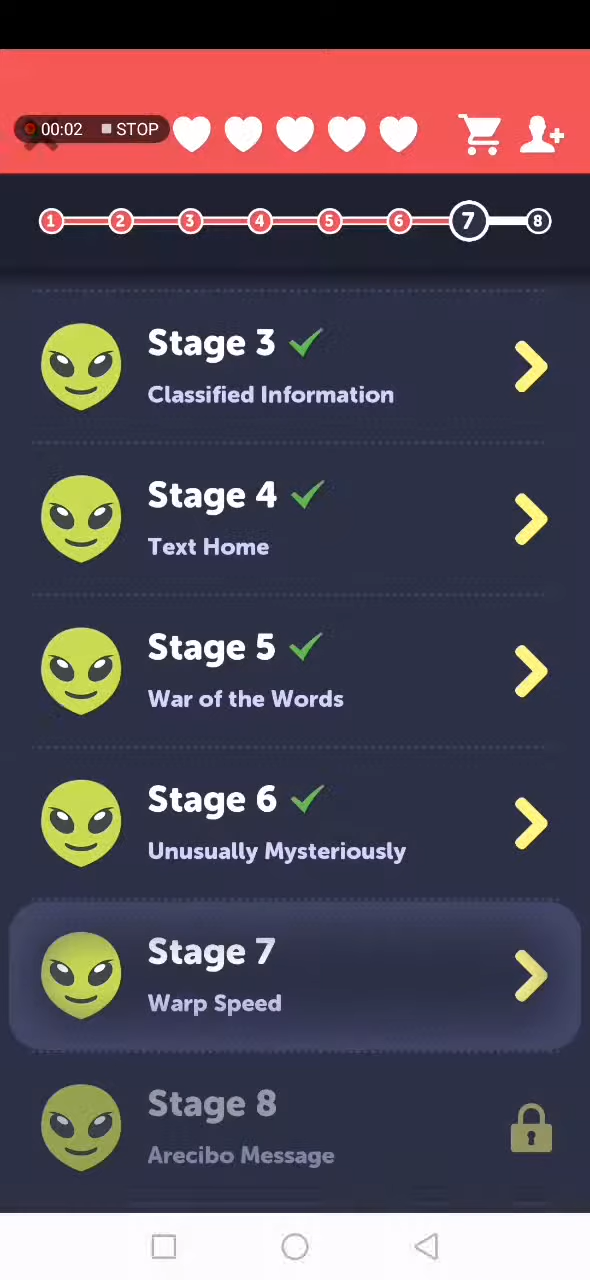 00:02 STOP
1 2 3 4 5 6 7 8
Stage 3
Classified Information
Stage 4
Text Home
Stage 5
War of the Words
Stage 6
Unusually Mysteriously
Stage 7
Warp Speed
Stage 8
Arecibo Message